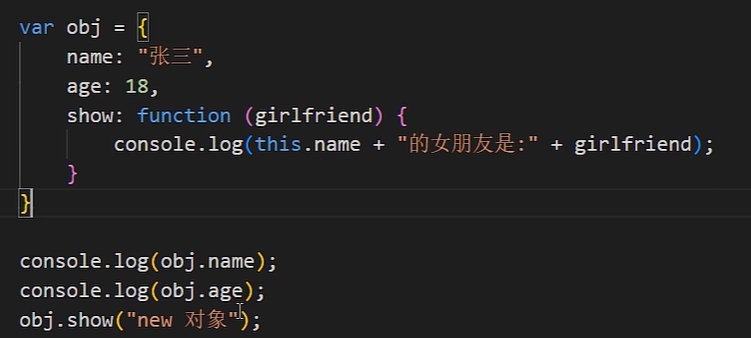 var obj = {
    name: "张三",
    age: 18,
    show: function (girlfriend) {
        console.log(this.name + "的女朋友是:" + girlfriend);
    }
}
console.log(obj.name);
console.log(obj.age);
obj.show("new 对象");